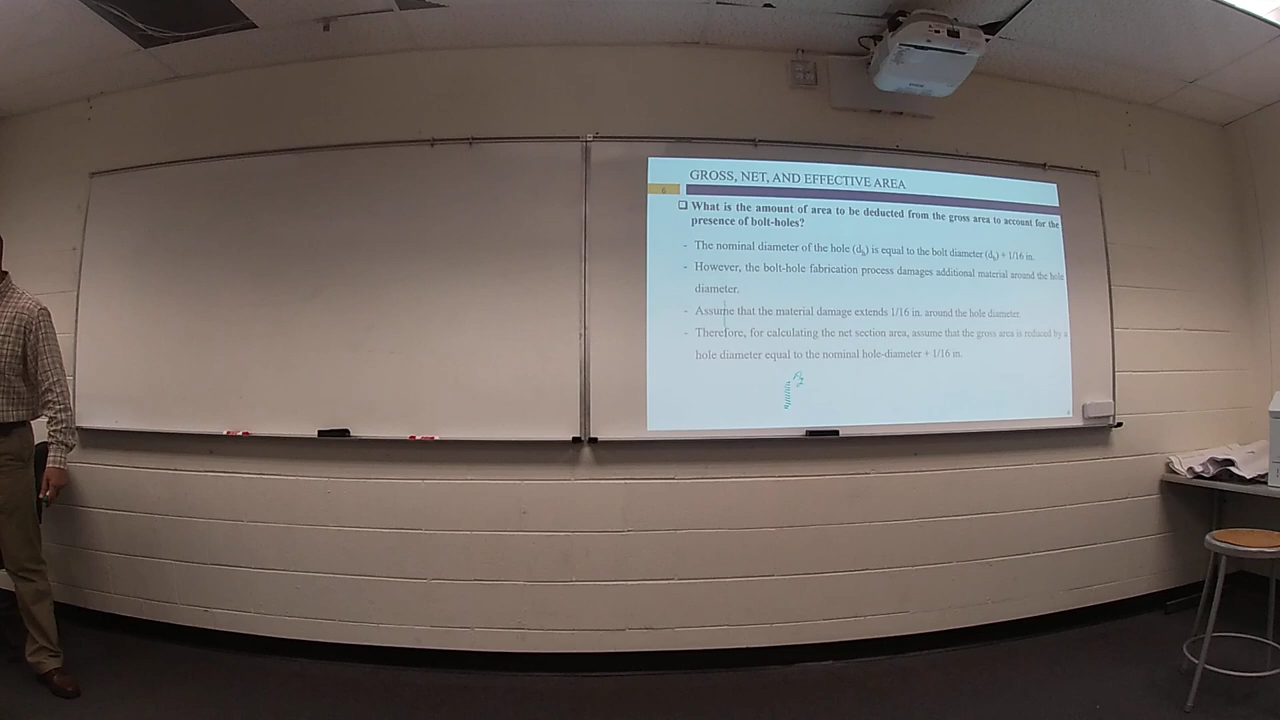 GROSS, NET, AND EFFECTIVE AREA
6
❑ What is the amount of area to be deducted from the gross area to account for the
presence of bolt-holes?
- The nominal diameter of the hole (dh) is equal to the bolt diameter (db) + 1/16 in.
- However, the bolt-hole fabrication process damages additional material around the hole
diameter.
- Assume that the material damage extends 1/16 in. around the hole diameter.
- Therefore, for calculating the net section area, assume that the gross area is reduced by a
hole diameter equal to the nominal hole-diameter + 1/16 in.